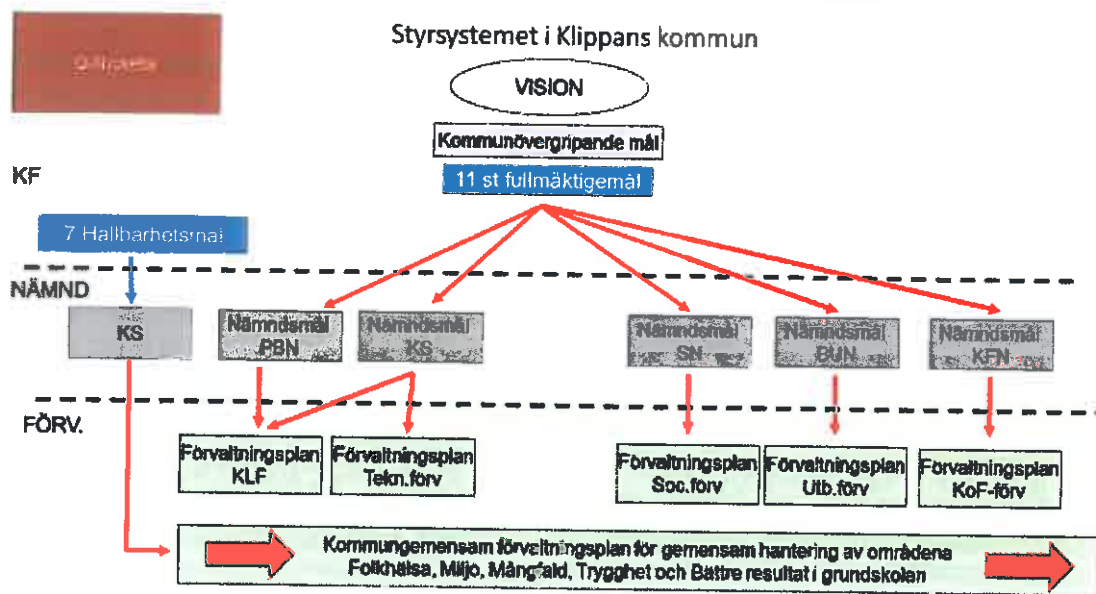 Styrsystemet i Klippans kommun
VISION
Kommunövergripande mål
11 st fullmäktigemål
KF
7 Hallbarhetsmal
NÄMND
KS
Nämndsmål
PBN
Nämndsmål
KS
Nämndsmål
SN
Nämndsmål
BUN
Nämndsmål
KFN
FÖRV.
Förvaltningsplan
KLF
Förvaltningsplan
Tekn.förv
Förvaltningsplan
Soc.förv
Förvaltningsplan
Utb.förv
Förvaltningsplan
KoF-förv
Kommungemensam förvaltningsplan för gemensam hantering av områdena
Folkhälsa, Miljö, Mångfald, Trygghet och Bättre resultat i grundskolan